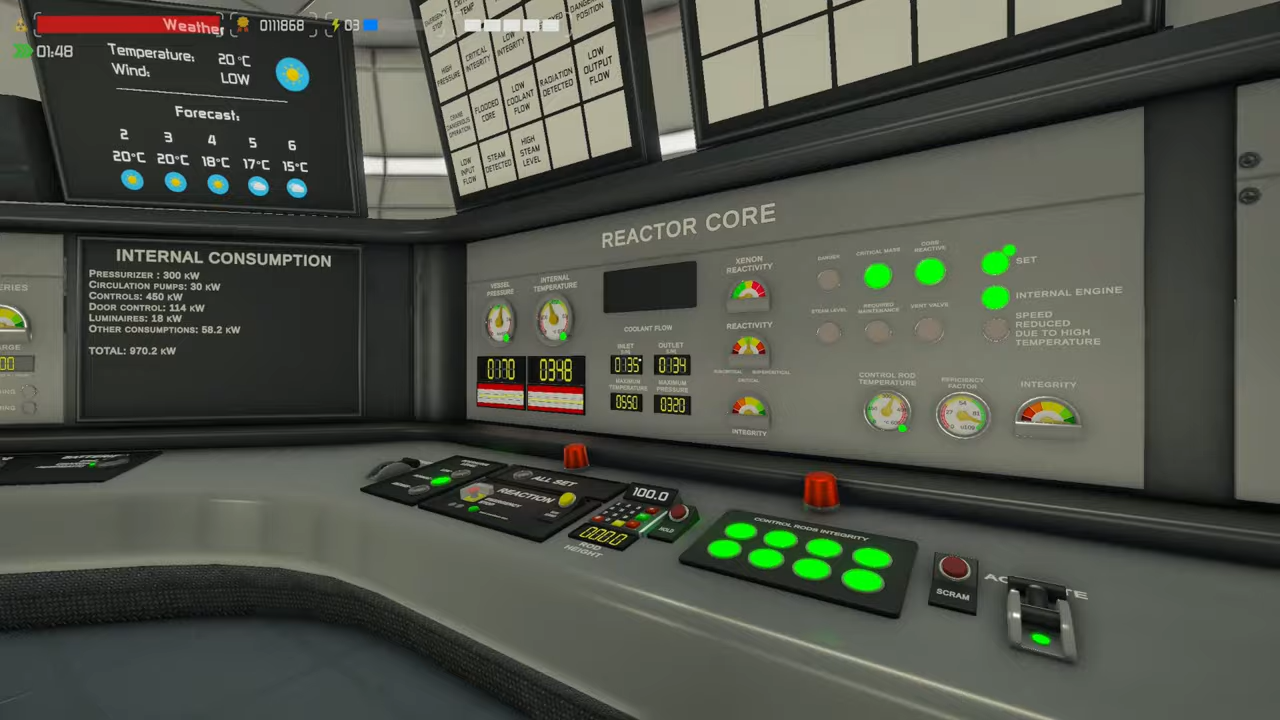 Weather
0111868
03
01:48
Temperature: 20°C
Wind: LOW
Forecast:
2 3 4 5 6
20°C 20°C 18°C 17°C 15°C
HIGH PRESSURE
CRITICAL INTEGRITY
LOW INTEGRITY
DANGEROUS POSITION
CRANE DANGEROUS OPERATION
FLOODED CORE
LOW COOLANT FLOW
RADIATION DETECTED
LOW OUTPUT FLOW
LOW INPUT FLOW
STEAM DETECTED
HIGH STEAM LEVEL
INTERNAL CONSUMPTION
PRESSURIZER : 300 KW
CIRCULATION PUMPS: 30 KW
CONTROLS: 450 KW
DOOR CONTROL: 114 KW
LUMINAIRES: 18 KW
OTHER CONSUMPTIONS: 58.2 KW
TOTAL: 970.2 KW
REACTOR CORE
VESSEL PRESSURE
INTERNAL TEMPERATURE
0170
0348
COOLANT FLOW
INLET
OUTLET
0135
0134
MAXIMUM TEMPERATURE
MAXIMUM PRESSURE
0550
0320
XENON REACTIVITY
REACTIVITY
INTEGRITY
DANGER
CRITICAL MASS
CORE REACTIVE
STEAM LEVEL
REQUIRED MAINTENANCE
VENT VALVE
SET
INTERNAL ENGINE
SPEED
REDUCED
DUE TO HIGH
TEMPERATURE
CONTROL ROD TEMPERATURE
EFFICIENCY FACTOR
INTEGRITY
ALL SET
REACTION
100.0
0000
HOLD
ROD HEIGHT
CONTROL RODS INTEGRITY
SCRAM